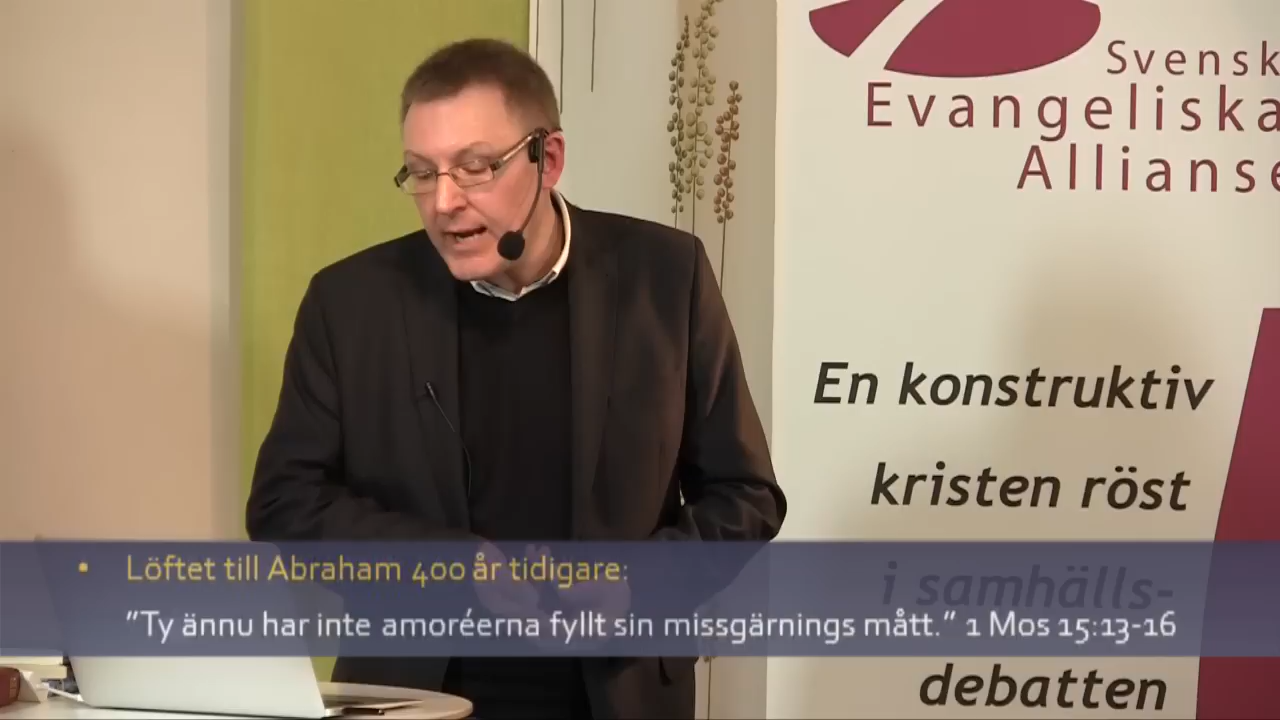 Svensk
Evangeliska
Allianse
En konstruktiv
kristen röst
i samhälls-
debatten
• Löftet till Abraham 400 år tidigare:
”Ty ännu har inte amoréerna fyllt sin missgärnings mått.” 1 Mos 15:13-16